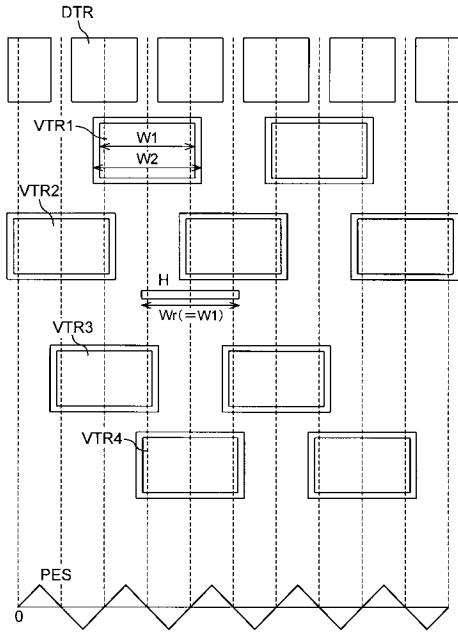 DTR
VTR1
W1
W2
VTR2
H
Wr(=W1)
VTR3
VTR4
PES
0